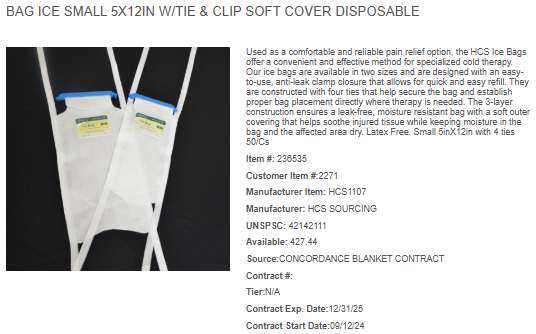 BAG ICE SMALL 5X12IN W/TIE & CLIP SOFT COVER DISPOSABLE
Used as a comfortable and reliable pain relief option, the HCS Ice Bags
offer a convenient and effective method for specialized cold therapy.
Our ice bags are available in two sizes and are designed with an easy-
to-use, anti-leak clamp closure that allows for quick and easy refill. They
are constructed with four ties that help secure the bag and establish
proper bag placement directly where therapy is needed. The 3-layer
construction ensures a leak-free, moisture resistant bag with a soft outer
covering that helps soothe injured tissue while keeping moisture in the
bag and the affected area dry. Latex Free. Small 5inX12in with 4 ties
50/Cs
Item #: 236535
Customer Item #:2271
Manufacturer Item: HCS1107
Manufacturer: HCS SOURCING
UNSPSC: 42142111
Available: 427.44
Source:CONCORDANCE BLANKET CONTRACT
Contract #:
Tier:N/A
Contract Exp. Date:12/31/25
Contract Start Date:09/12/24